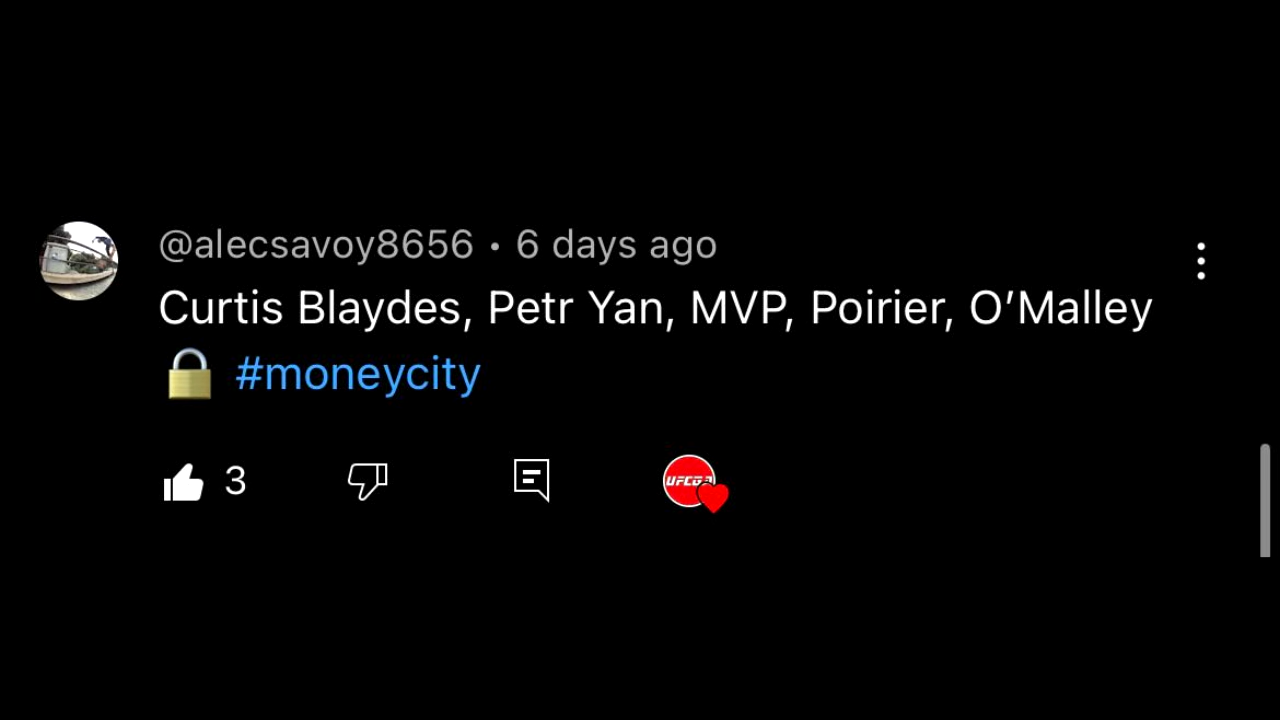 @alecsavoy8656 • 6 days ago
Curtis Blaydes, Petr Yan, MVP, Poirier, O’Malley
🔒 #moneycity
3